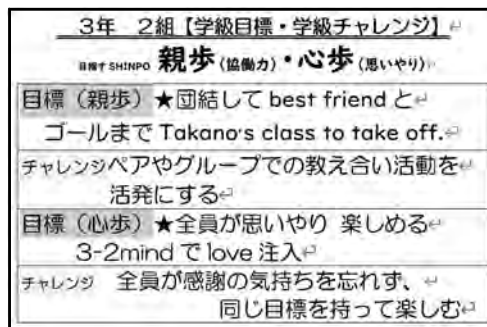 3年 2組【学級目標・学級チャレンジ】
目指す SHINPO 親歩(協働力)・心歩(思いやり)
目標(親歩)★団結して best friend と
ゴールまで Takano's class to take off.
チャレンジペアやグループでの教え合い活動を
活発にする
目標(心歩)★全員が思いやり 楽しめる
3-2mind で love 注入
チャレンジ 全員が感謝の気持ちを忘れず、
同じ目標を持って楽しむ